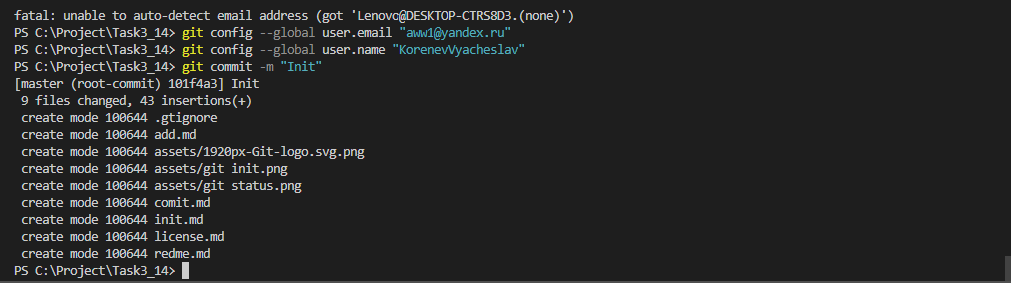 fatal: unable to auto-detect email address (got 'Lenovo@DESKTOP-CTRS8D3.(none)')
PS C:\Project\Task3_14> git config --global user.email "aww1@yandex.ru"
PS C:\Project\Task3_14> git config --global user.name "KorenevVyacheslav"
PS C:\Project\Task3_14> git commit -m "Init"
[master (root-commit) 101f4a3] Init
9 files changed, 43 insertions(+)
create mode 100644 .gtignore
create mode 100644 add.md
create mode 100644 assets/1920px-Git-logo.svg.png
create mode 100644 assets/git init.png
create mode 100644 assets/git status.png
create mode 100644 comit.md
create mode 100644 init.md
create mode 100644 license.md
create mode 100644 redme.md
PS C:\Project\Task3_14>